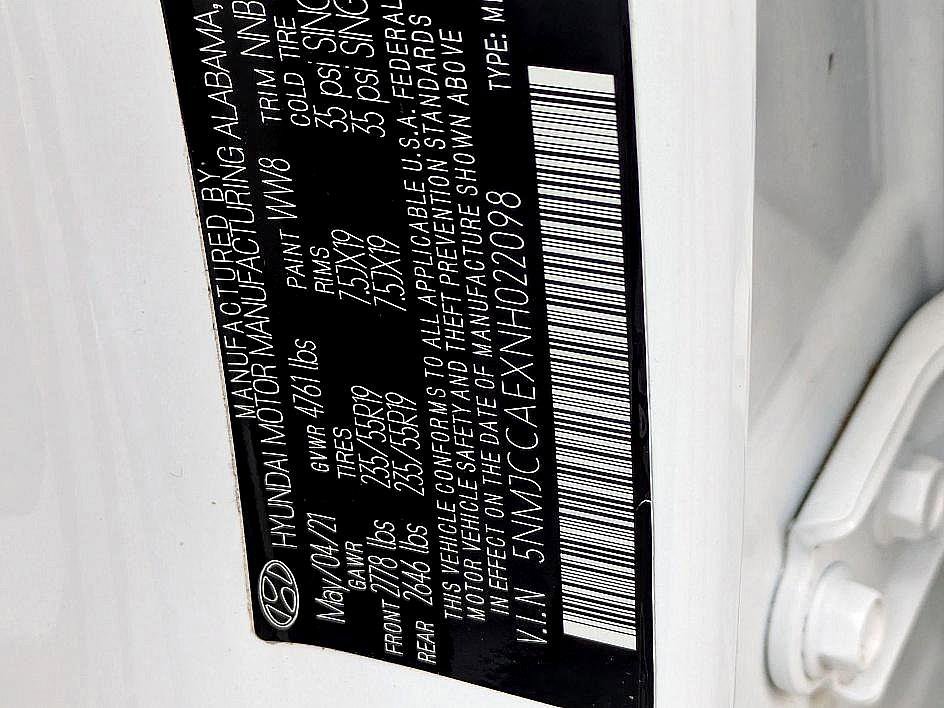 MANUFACTURED BY
HYUNDAI MOTOR MANUFACTURING, ALABAMA,
May/04/21 GVWR 4761 lbs PAINT WW8 TRIM NNB
GAWR TIRES RIMS COLD TIRE
FRONT 2778 lbs 235/55R19 7.5JX19 35 psi SING
REAR 2646 lbs 235/55R19 7.5JX19 35 psi SING
THIS VEHICLE CONFORMS TO ALL APPLICABLE U.S.A. FEDERAL
MOTOR VEHICLE SAFETY AND THEFT PREVENTION STANDARDS
IN EFFECT ON THE DATE OF MANUFACTURE SHOWN ABOVE
V.I.N 5NMJCCAEXNH022098 TYPE: M